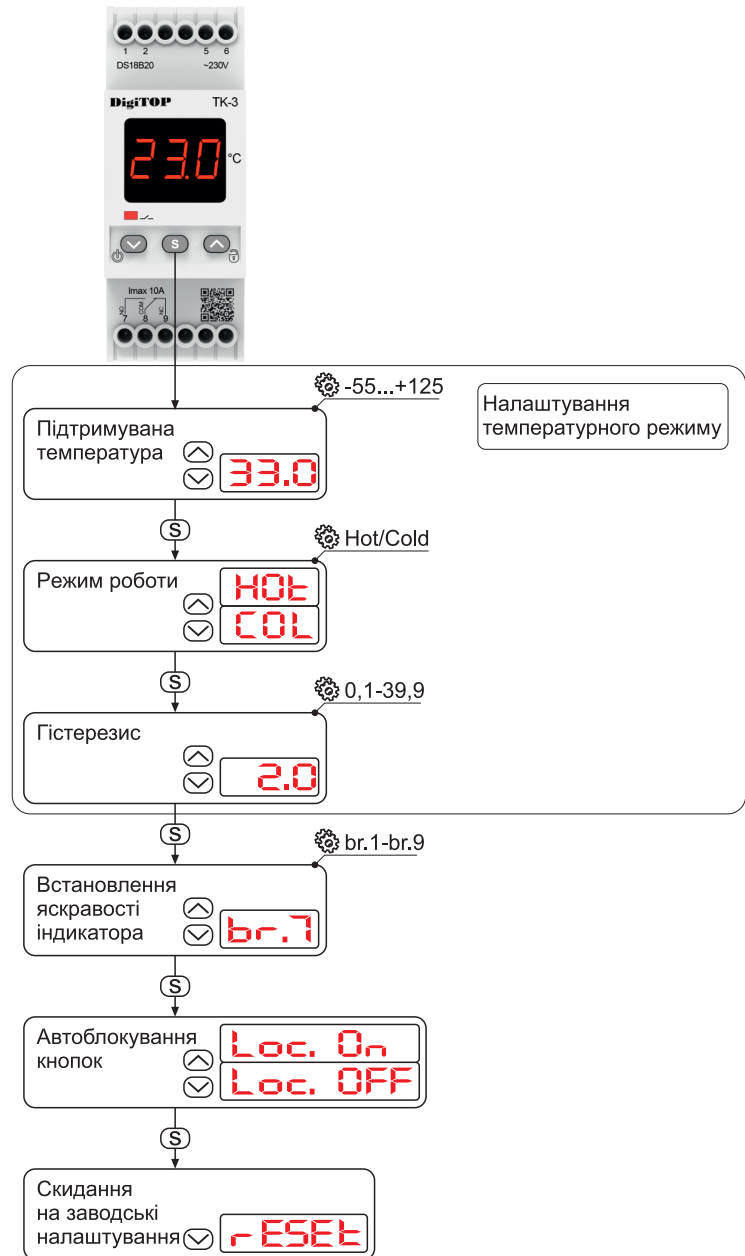 1 2 5 6
DS18B20 ~230V
DigiTOP TK-3
23.0 °C
S
Imax 10A
NO COM NC
7 8 9
-55...+125
Налаштування
температурного режиму
Підтримувана
температура
33.0
S
Hot/Cold
Режим роботи
HOt
COL
S
0,1-39,9
Гістерезис
2.0
S
br.1-br.9
Встановлення
яскравості
індикатора
br.7
S
Автоблокування
кнопок
Loc. On
Loc. OFF
S
Скидання
на заводські
налаштування
rESEt